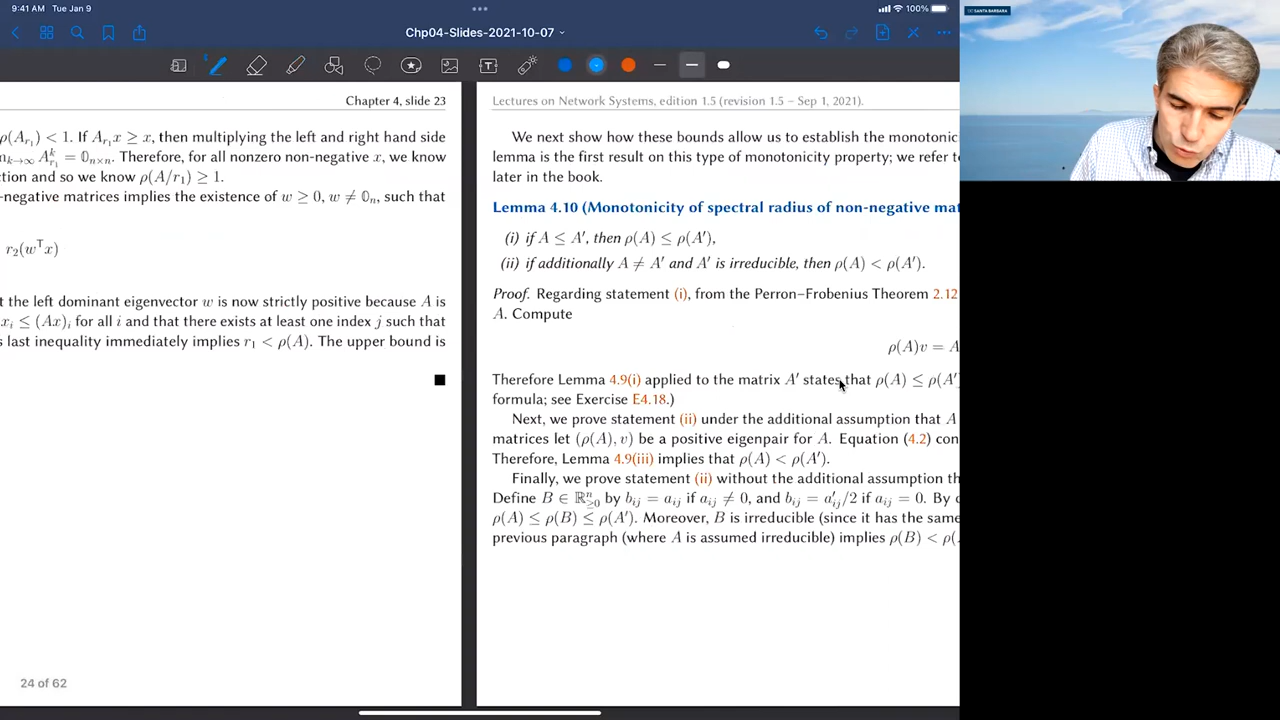 9:41 AM Tue Jan 9
100%
Chp04-Slides-2021-10-07
SANTA BARBARA
Chapter 4, slide 23
ρ(A_{r_1}) < 1. If A_{r_1}x ≥ x, then multiplying the left and right hand side
k→∞ A^k_{r_1} = 𝟘_{n×n}. Therefore, for all nonzero non-negative x, we know
ction and so we know ρ(A/r_1) ≥ 1.
-negative matrices implies the existence of w ≥ 0, w ≠ 𝟘_n, such that
r_2(w^⊤x)
t the left dominant eigenvector w is now strictly positive because A is
x_i ≤ (Ax)_i for all i and that there exists at least one index j such that
s last inequality immediately implies r_1 < ρ(A). The upper bound is
■
24 of 62
Lectures on Network Systems, edition 1.5 (revision 1.5 – Sep 1, 2021).
We next show how these bounds allow us to establish the monotonic
lemma is the first result on this type of monotonicity property; we refer to
later in the book.
Lemma 4.10 (Monotonicity of spectral radius of non-negative mat
(i) if A ≤ A′, then ρ(A) ≤ ρ(A′),
(ii) if additionally A ≠ A′ and A′ is irreducible, then ρ(A) < ρ(A′).
Proof. Regarding statement (i), from the Perron–Frobenius Theorem 2.12
A. Compute
ρ(A)v = A
Therefore Lemma 4.9(i) applied to the matrix A′ states that ρ(A) ≤ ρ(A′)
formula; see Exercise E4.18.)
Next, we prove statement (ii) under the additional assumption that A
matrices let (ρ(A), v) be a positive eigenpair for A. Equation (4.2) con
Therefore, Lemma 4.9(iii) implies that ρ(A) < ρ(A′).
Finally, we prove statement (ii) without the additional assumption th
Define B ∈ ℝ^n_{≥0} by b_{ij} = a_{ij} if a_{ij} ≠ 0, and b_{ij} = a′_{ij}/2 if a_{ij} = 0. By c
ρ(A) ≤ ρ(B) ≤ ρ(A′). Moreover, B is irreducible (since it has the same
previous paragraph (where A is assumed irreducible) implies ρ(B) < ρ(